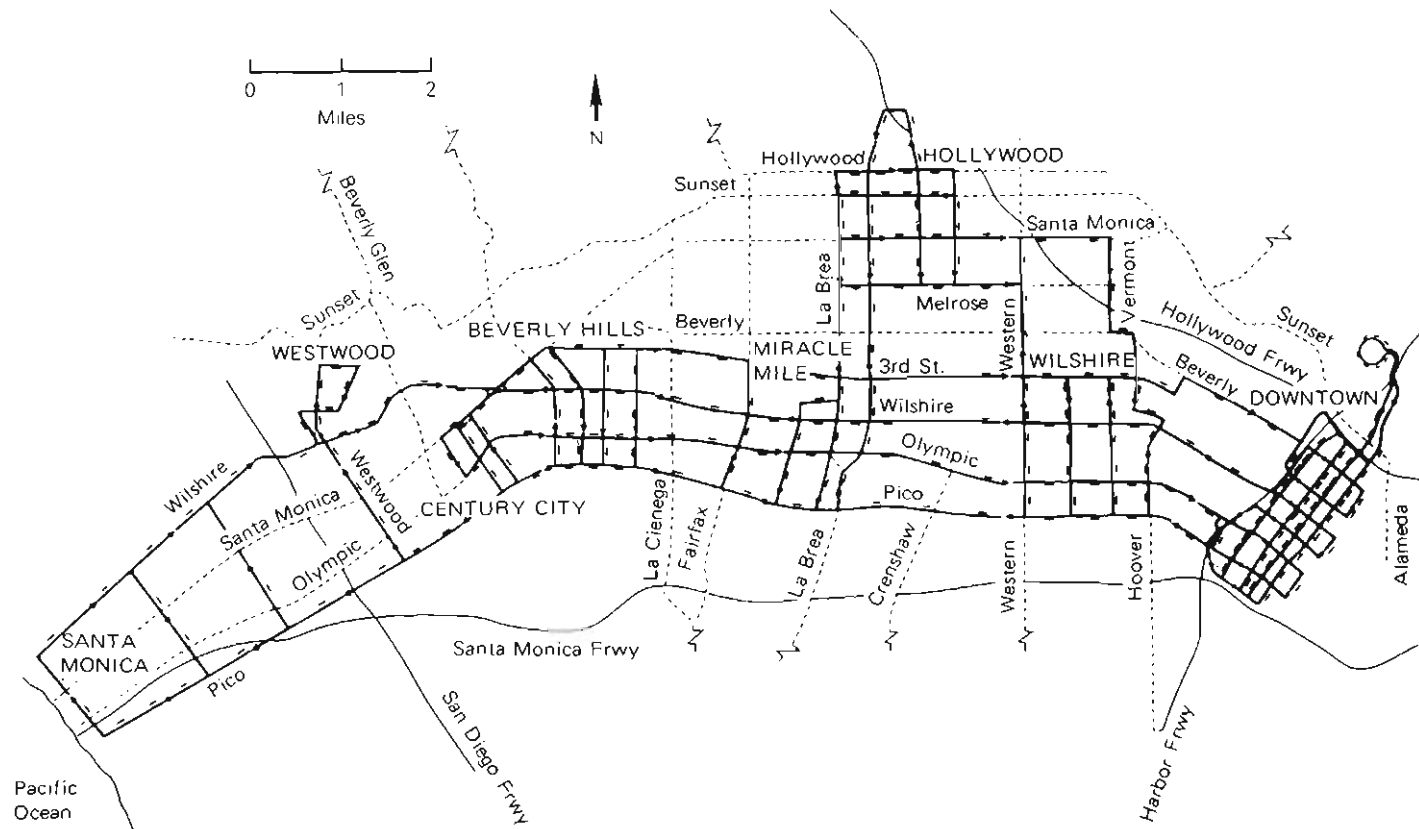 0 1 2
Miles
N
Hollywood
HOLLYWOOD
Sunset
Beverly Glen
Santa Monica
La Brea
Vermont
Melrose
Western
Hollywood Frwy
Sunset
Sunset
WESTWOOD
BEVERLY HILLS
Beverly
MIRACLE
MILE
3rd St.
WILSHIRE
Beverly
DOWNTOWN
Wilshire
Olympic
Wilshire
Santa Monica
Westwood
CENTURY CITY
Olympic
La Cienega
Fairfax
La Brea
Pico
Crenshaw
Western
Hoover
Alameda
SANTA
MONICA
Pico
Santa Monica Frwy
San Diego Frwy
Harbor Frwy
Pacific
Ocean